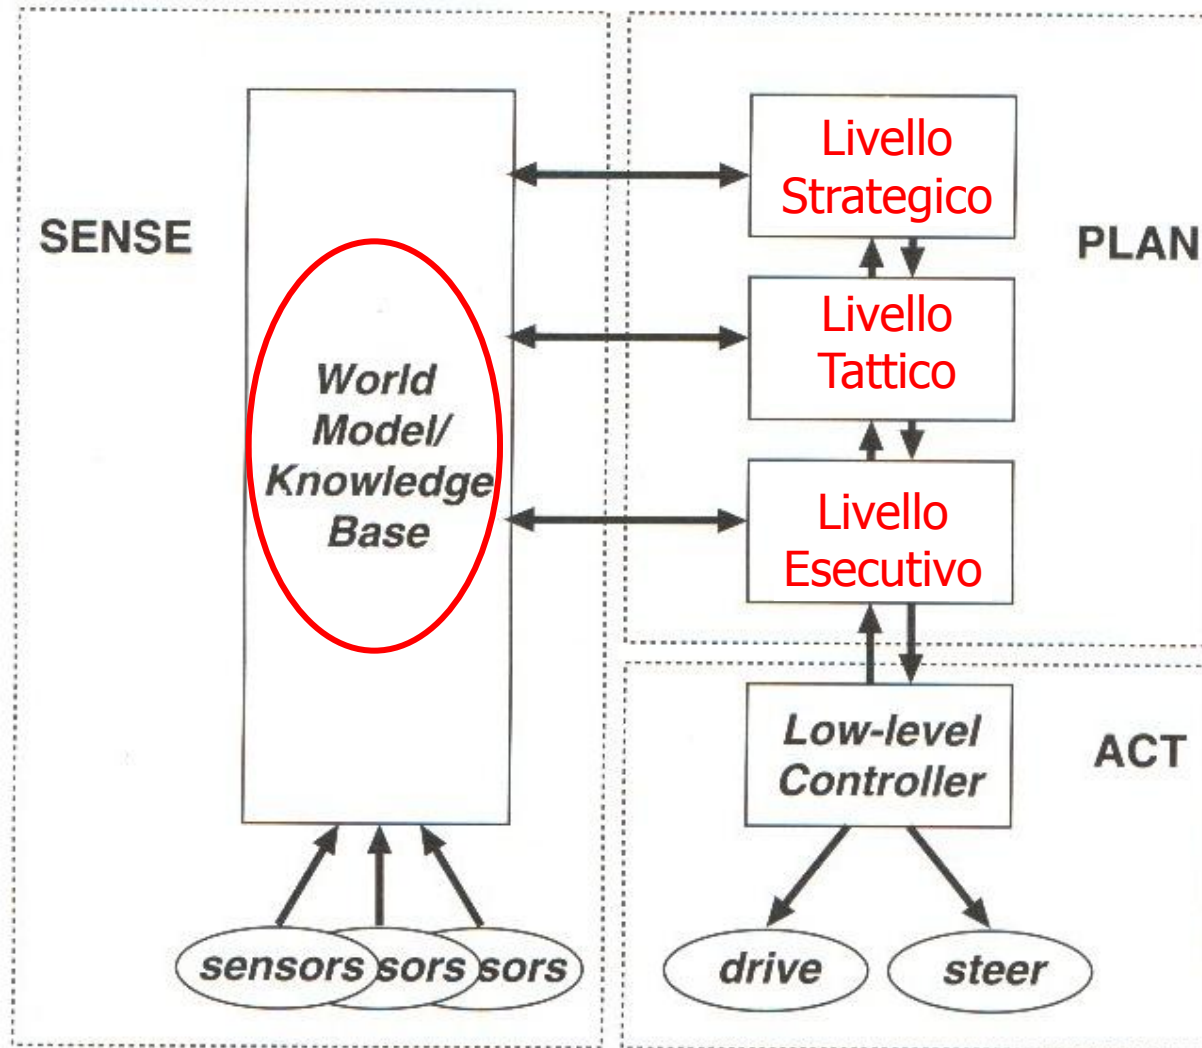 SENSE
World
Model/
Knowledge
Base
sensors
sors
sors
Livello
Strategico
PLAN
Livello
Tattico
Livello
Esecutivo
Low-level
Controller
ACT
drive
steer